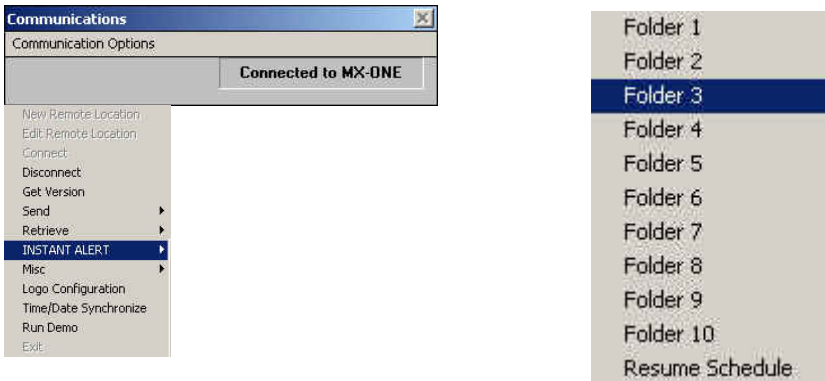 Communications
Communication Options
Connected to MX-ONE
New Remote Location
Edit Remote Location
Connect
Disconnect
Get Version
Send
Retrieve
INSTANT ALERT
Misc
Logo Configuration
Time/Date Synchronize
Run Demo
Exit
Folder 1
Folder 2
Folder 3
Folder 4
Folder 5
Folder 6
Folder 7
Folder 8
Folder 9
Folder 10
Resume Schedule